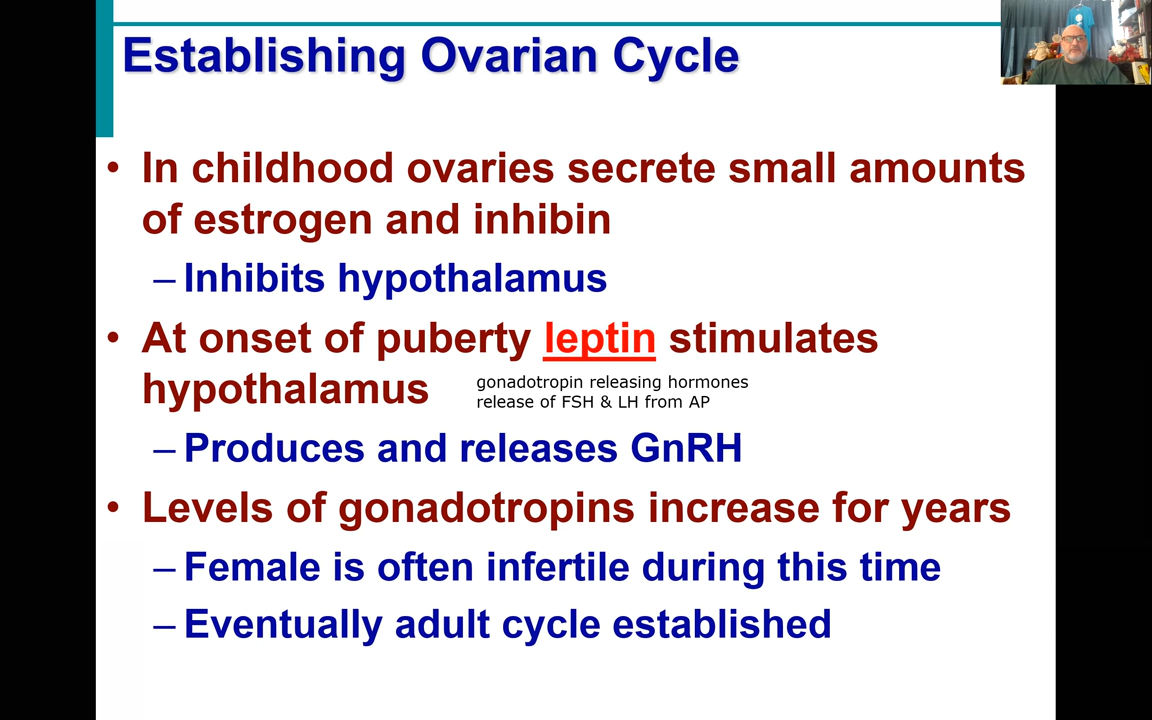 Establishing Ovarian Cycle
• In childhood ovaries secrete small amounts
of estrogen and inhibin
– Inhibits hypothalamus
• At onset of puberty leptin stimulates
hypothalamus
gonadotropin releasing hormones
release of FSH & LH from AP
– Produces and releases GnRH
• Levels of gonadotropins increase for years
– Female is often infertile during this time
– Eventually adult cycle established